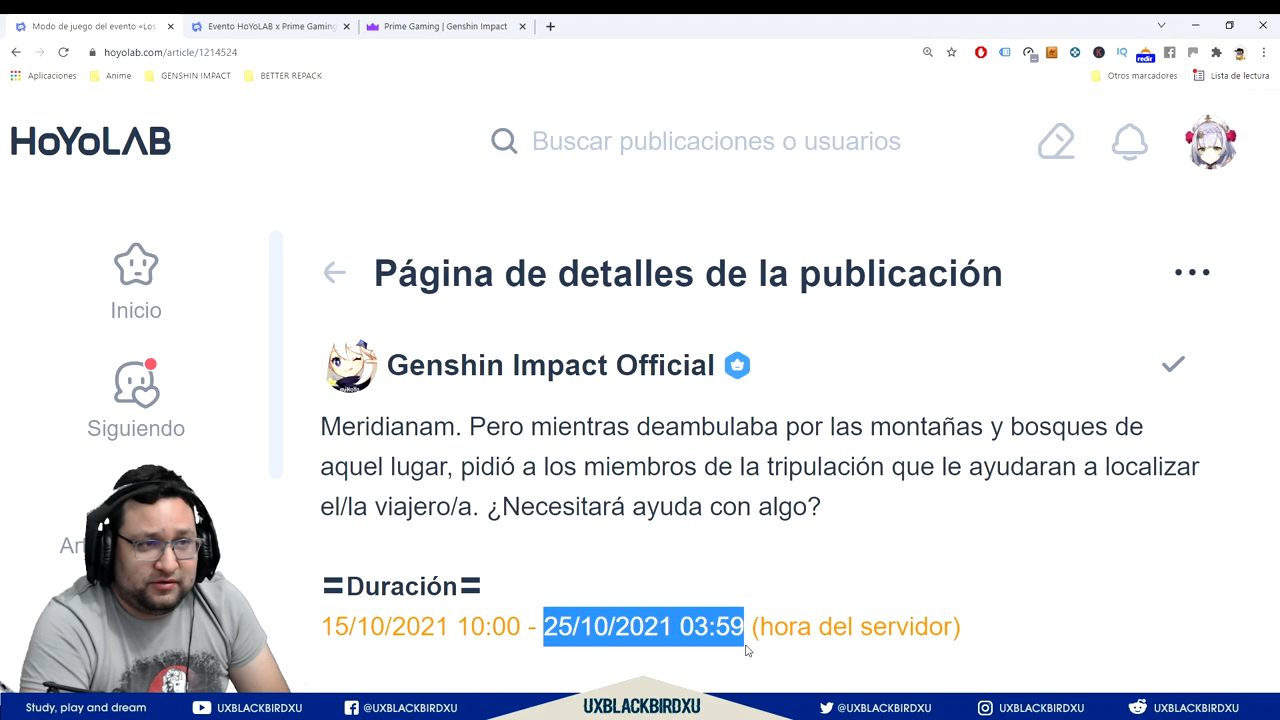 Modo de juego del evento «Los
Evento HoYoLAB x Prime Gaming
Prime Gaming | Genshin Impact
hoyolab.com/article/1214524
IQ
redir
Aplicaciones
Anime
GENSHIN IMPACT
BETTER REPACK
Otros marcadores
Lista de lectura
HoYoLAB
Buscar publicaciones o usuarios
Inicio
Siguiendo
Art
Página de detalles de la publicación
Genshin Impact Official
Meridianam. Pero mientras deambulaba por las montañas y bosques de
aquel lugar, pidió a los miembros de la tripulación que le ayudaran a localizar
el/la viajero/a. ¿Necesitará ayuda con algo?
〓Duración〓
15/10/2021 10:00 - 25/10/2021 03:59 (hora del servidor)
Study, play and dream
UXBLACKBIRDXU
@UXBLACKBIRDXU
UXBLACKBIRDXU
@UXBLACKBIRDXU
UXBLACKBIRDXU
UXBLACKBIRDXU